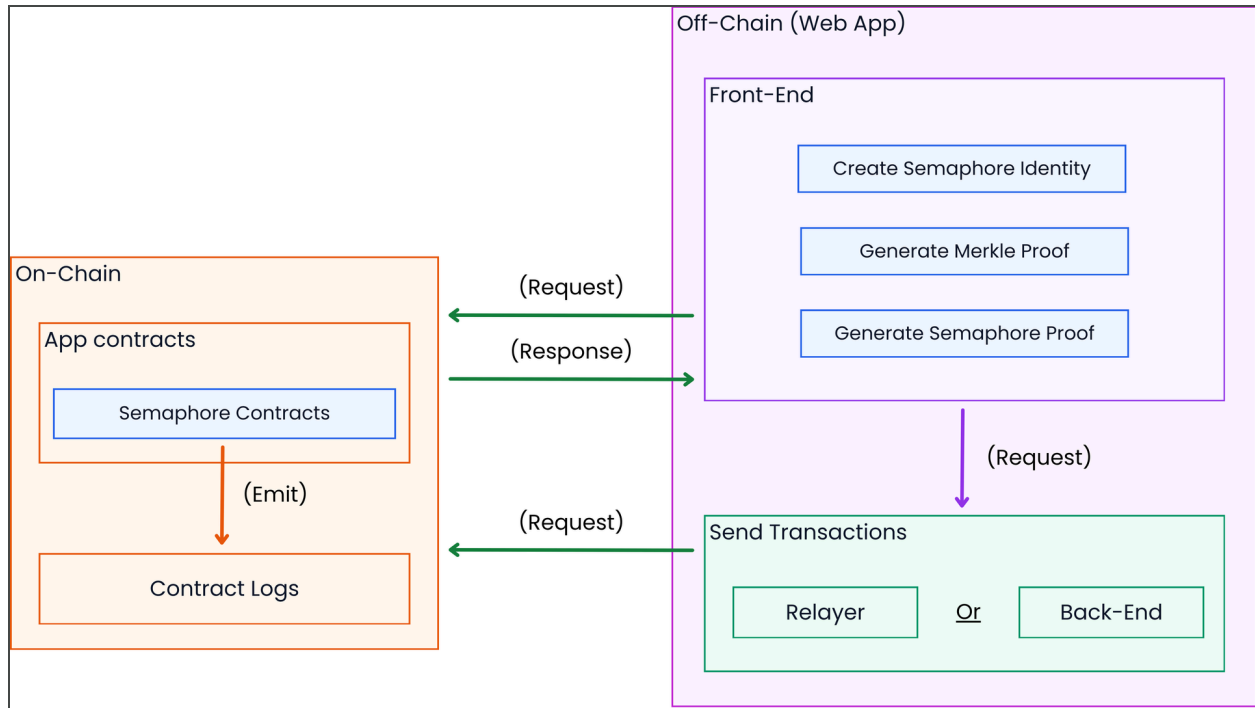 Off-Chain (Web App)
Front-End
Create Semaphore Identity
Generate Merkle Proof
Generate Semaphore Proof
On-Chain
App contracts
Semaphore Contracts
(Emit)
Contract Logs
(Request)
(Response)
(Request)
(Request)
Send Transactions
Relayer
Or
Back-End